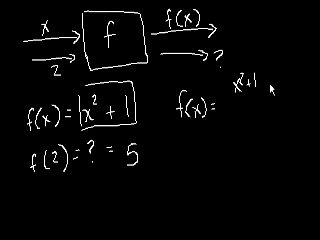 x f f(x)
2 ?
x²+1
f(x) = x² + 1 f(x) =
f(2) = ? = 5